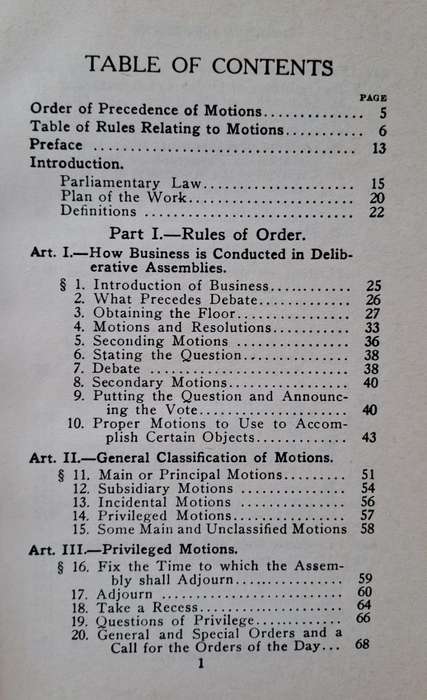 TABLE OF CONTENTS
PAGE
Order of Precedence of Motions.............. 5
Table of Rules Relating to Motions.......... 6
Preface .................................... 13
Introduction.
Parliamentary Law..................... 15
Plan of the Work....................... 20
Definitions ............................ 22
Part I.—Rules of Order.
Art. I.—How Business is Conducted in Delib-
erative Assemblies.
§ 1. Introduction of Business........... 25
2. What Precedes Debate............. 26
3. Obtaining the Floor............... 27
4. Motions and Resolutions........... 33
5. Seconding Motions ............... 36
6. Stating the Question............... 38
7. Debate ........................... 38
8. Secondary Motions................ 40
9. Putting the Question and Announc-
ing the Vote.................... 40
10. Proper Motions to Use to Accom-
plish Certain Objects............. 43
Art. II.—General Classification of Motions.
§ 11. Main or Principal Motions......... 51
12. Subsidiary Motions ............... 54
13. Incidental Motions ............... 56
14. Privileged Motions............... 57
15. Some Main and Unclassified Motions 58
Art. III.—Privileged Motions.
§ 16. Fix the Time to which the Assem-
bly shall Adjourn............... 59
17. Adjourn ......................... 60
18. Take a Recess.................... 64
19. Questions of Privilege............. 66
20. General and Special Orders and a
Call for the Orders of the Day... 68
1